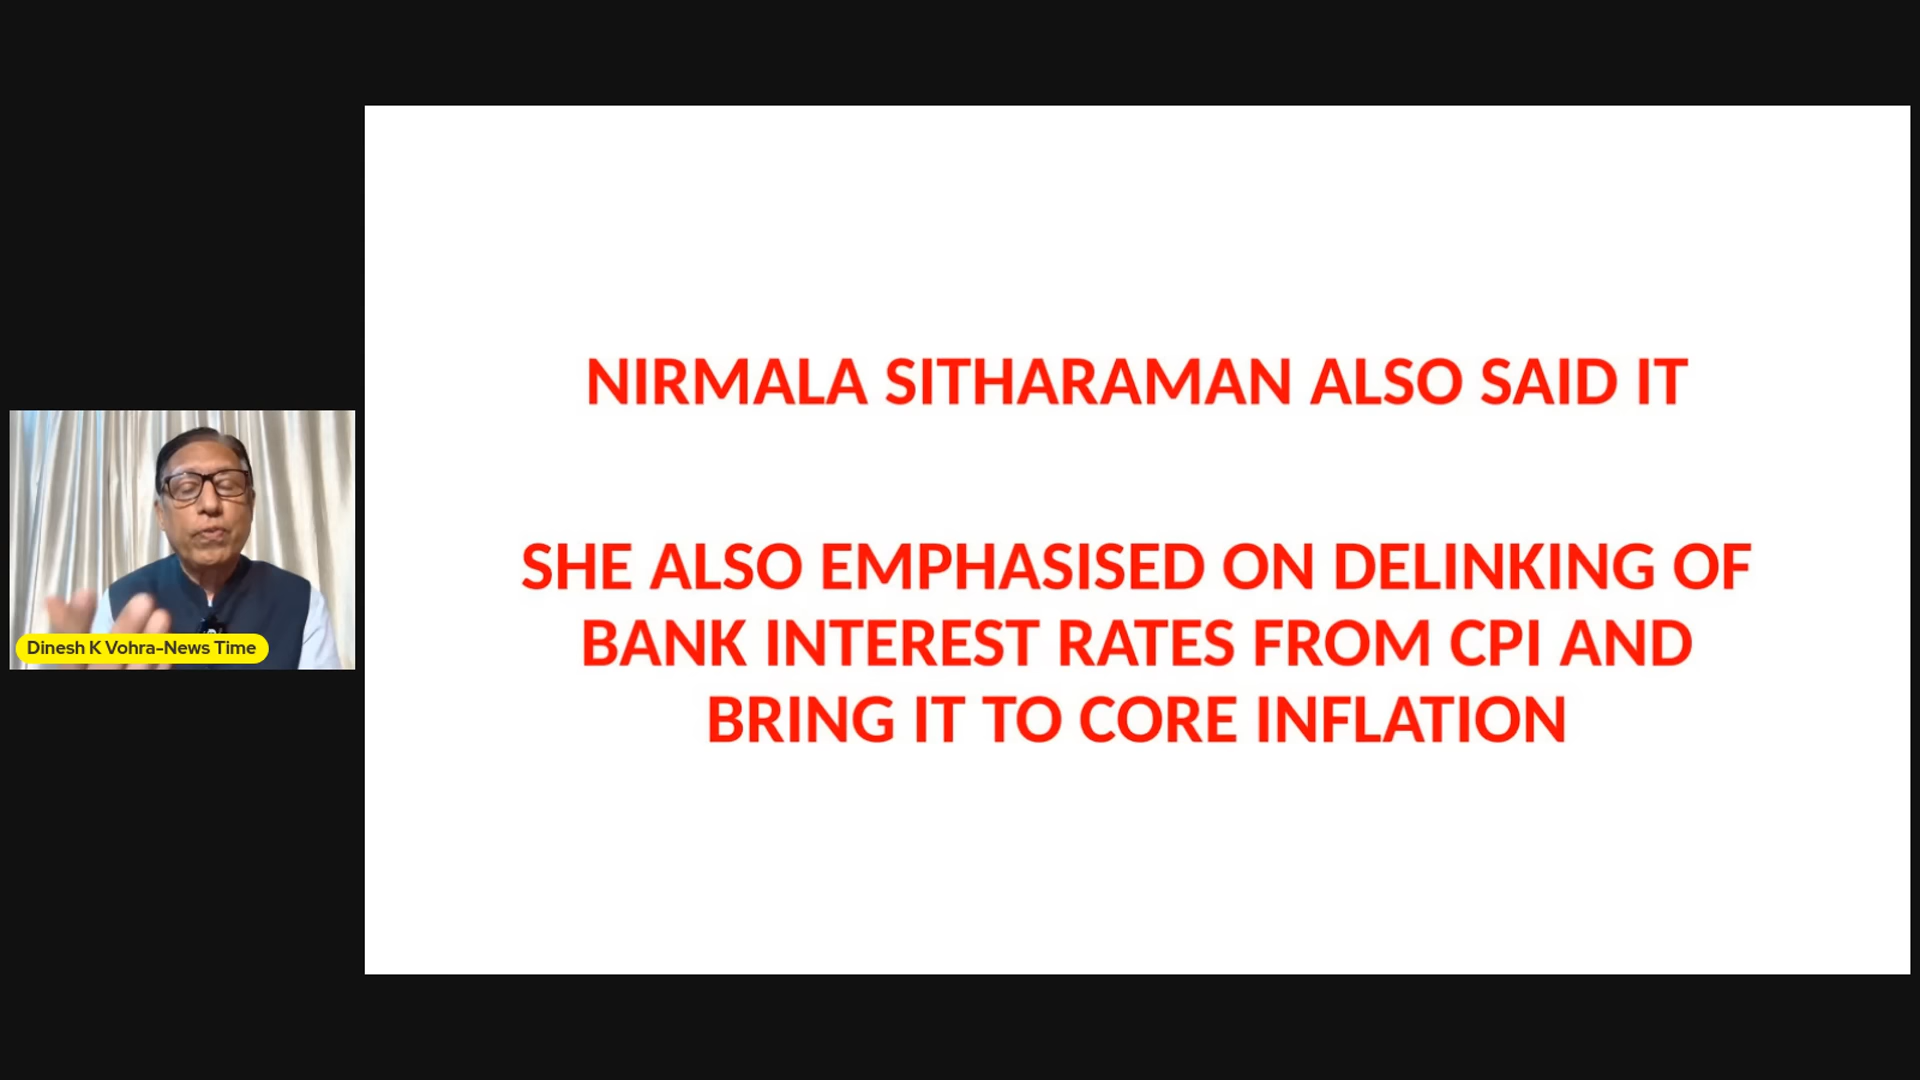 NIRMALA SITHARAMAN ALSO SAID IT
SHE ALSO EMPHASISED ON DELINKING OF
BANK INTEREST RATES FROM CPI AND
BRING IT TO CORE INFLATION
Dinesh K Vohra-News Time